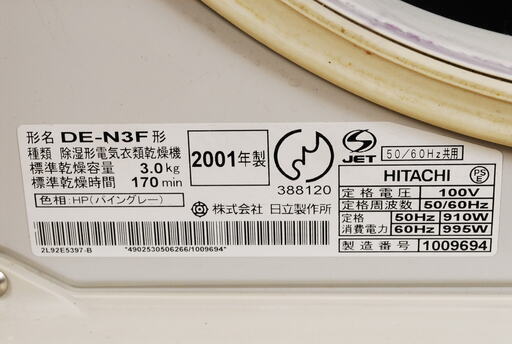 形名 DE-N3F 形
種類 除湿形電気衣類乾燥機
標準乾燥容量 3.0kg
標準乾燥時間 170min
色相:HP(パイングレー)
2001年製
388120
JET
50/60Hz共用
HITACHI
PS
E
定格電圧 100V
定格周波数 50/60Hz
定格消費電力 50Hz 910W
60Hz 995W
製造番号 1009694
株式会社 日立製作所
2L92E5397-B
*4902530506266/1009694*